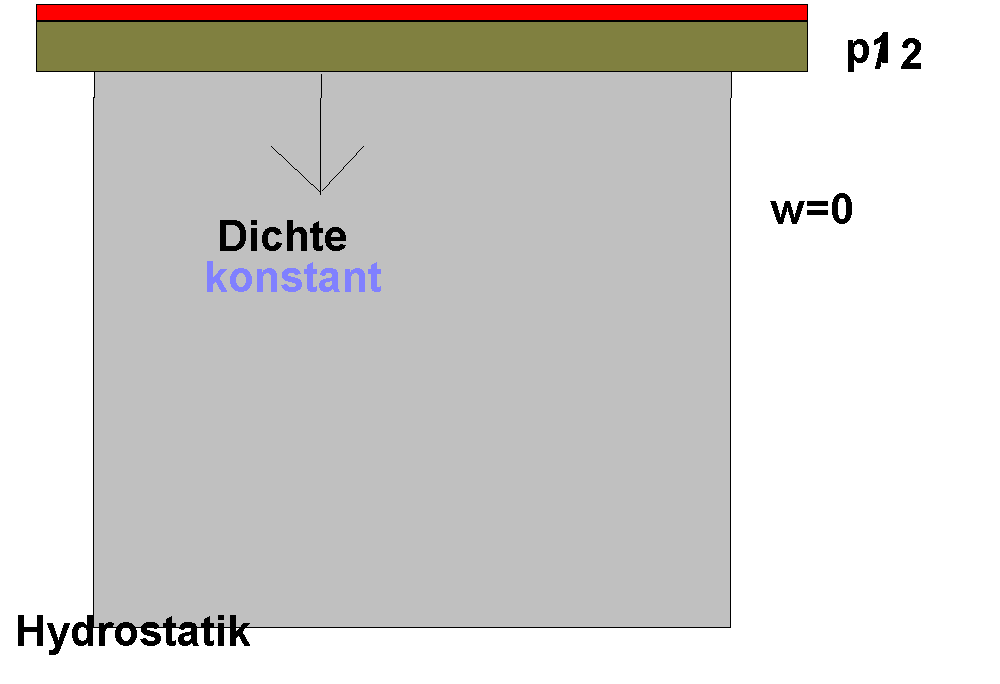 p1/2
w=0
Dichte
konstant
Hydrostatik